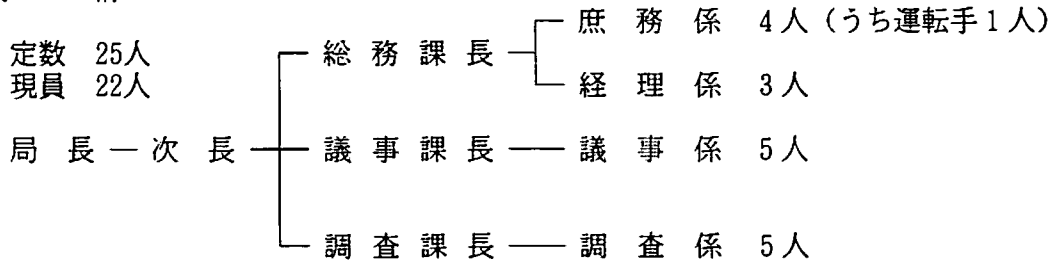 庶務係 4人（うち運転手1人）
定数 25人
総務課長
現員 22人
経理係 3人
局長 次長 議事課長 議事係 5人
調査課長 調査係 5人